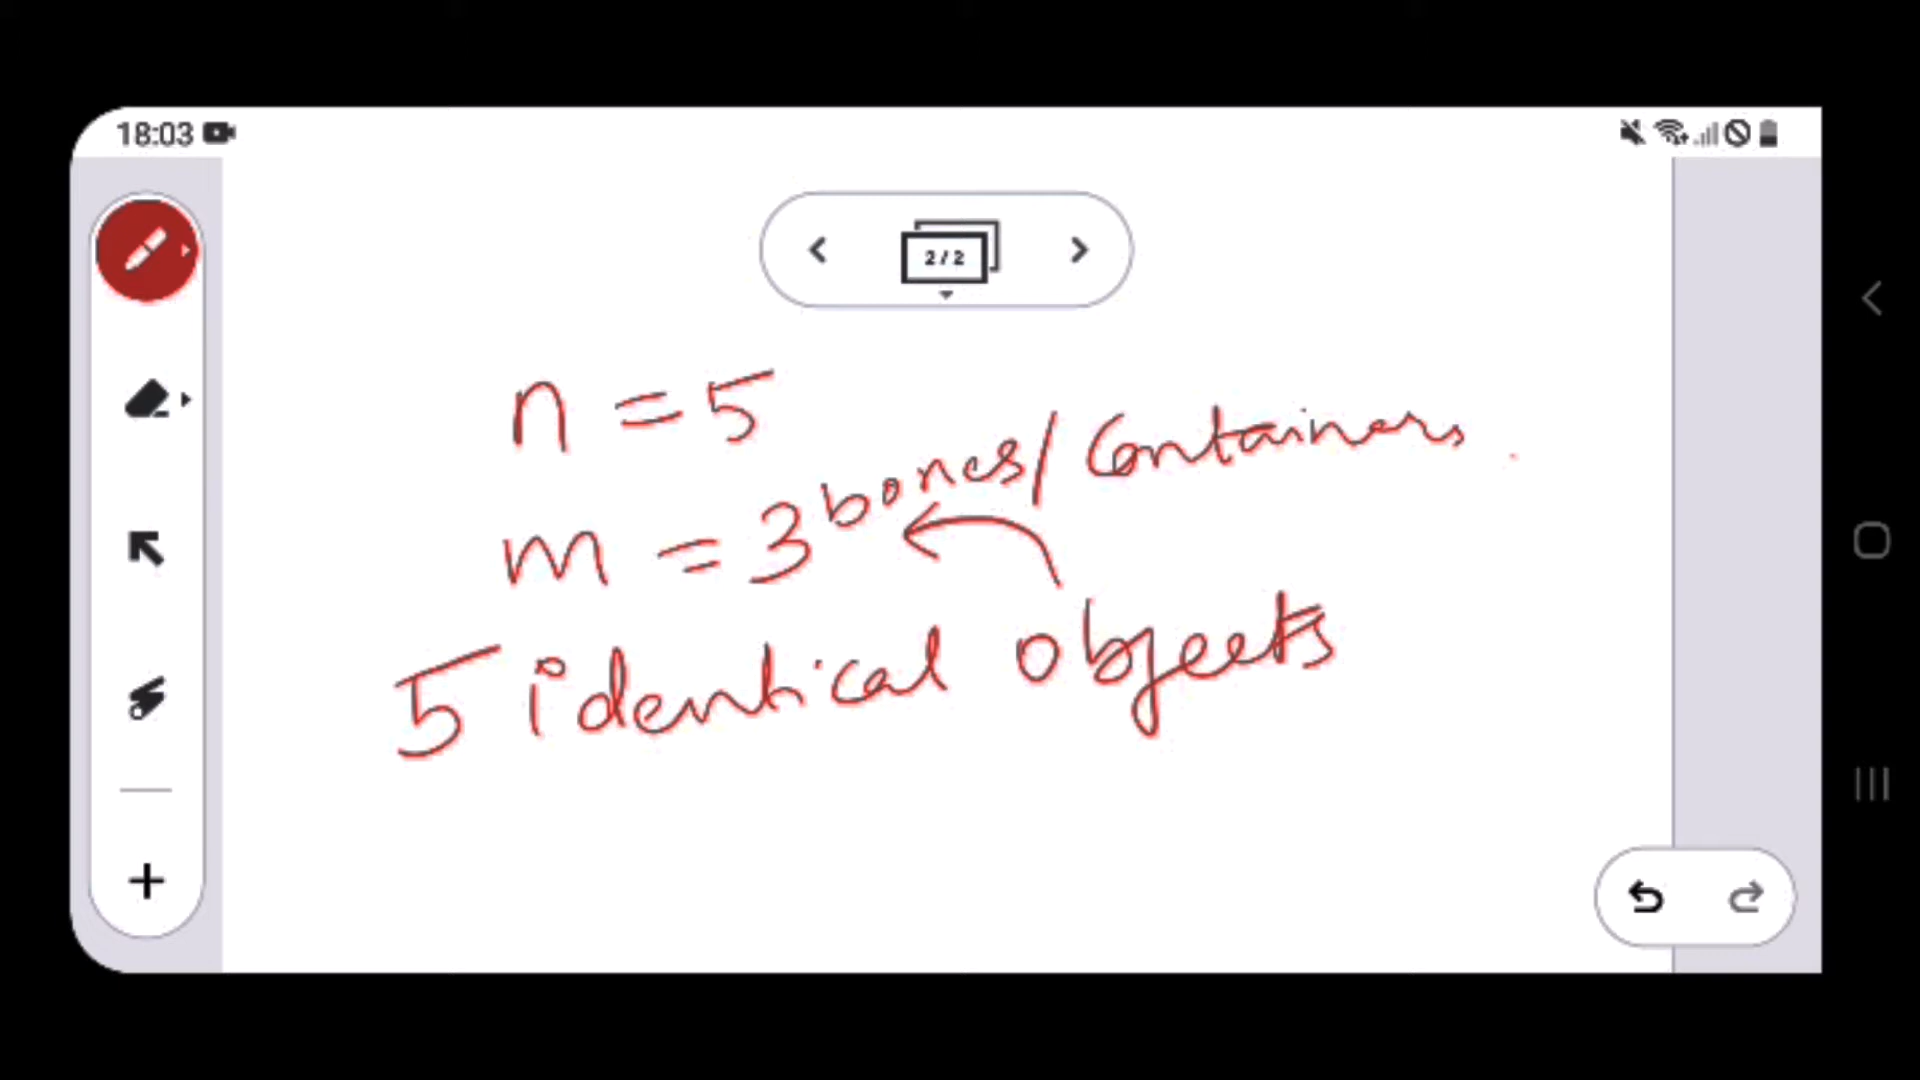 18:03
2/2
n = 5
m = 3 bones/Containers.
5 identical objects